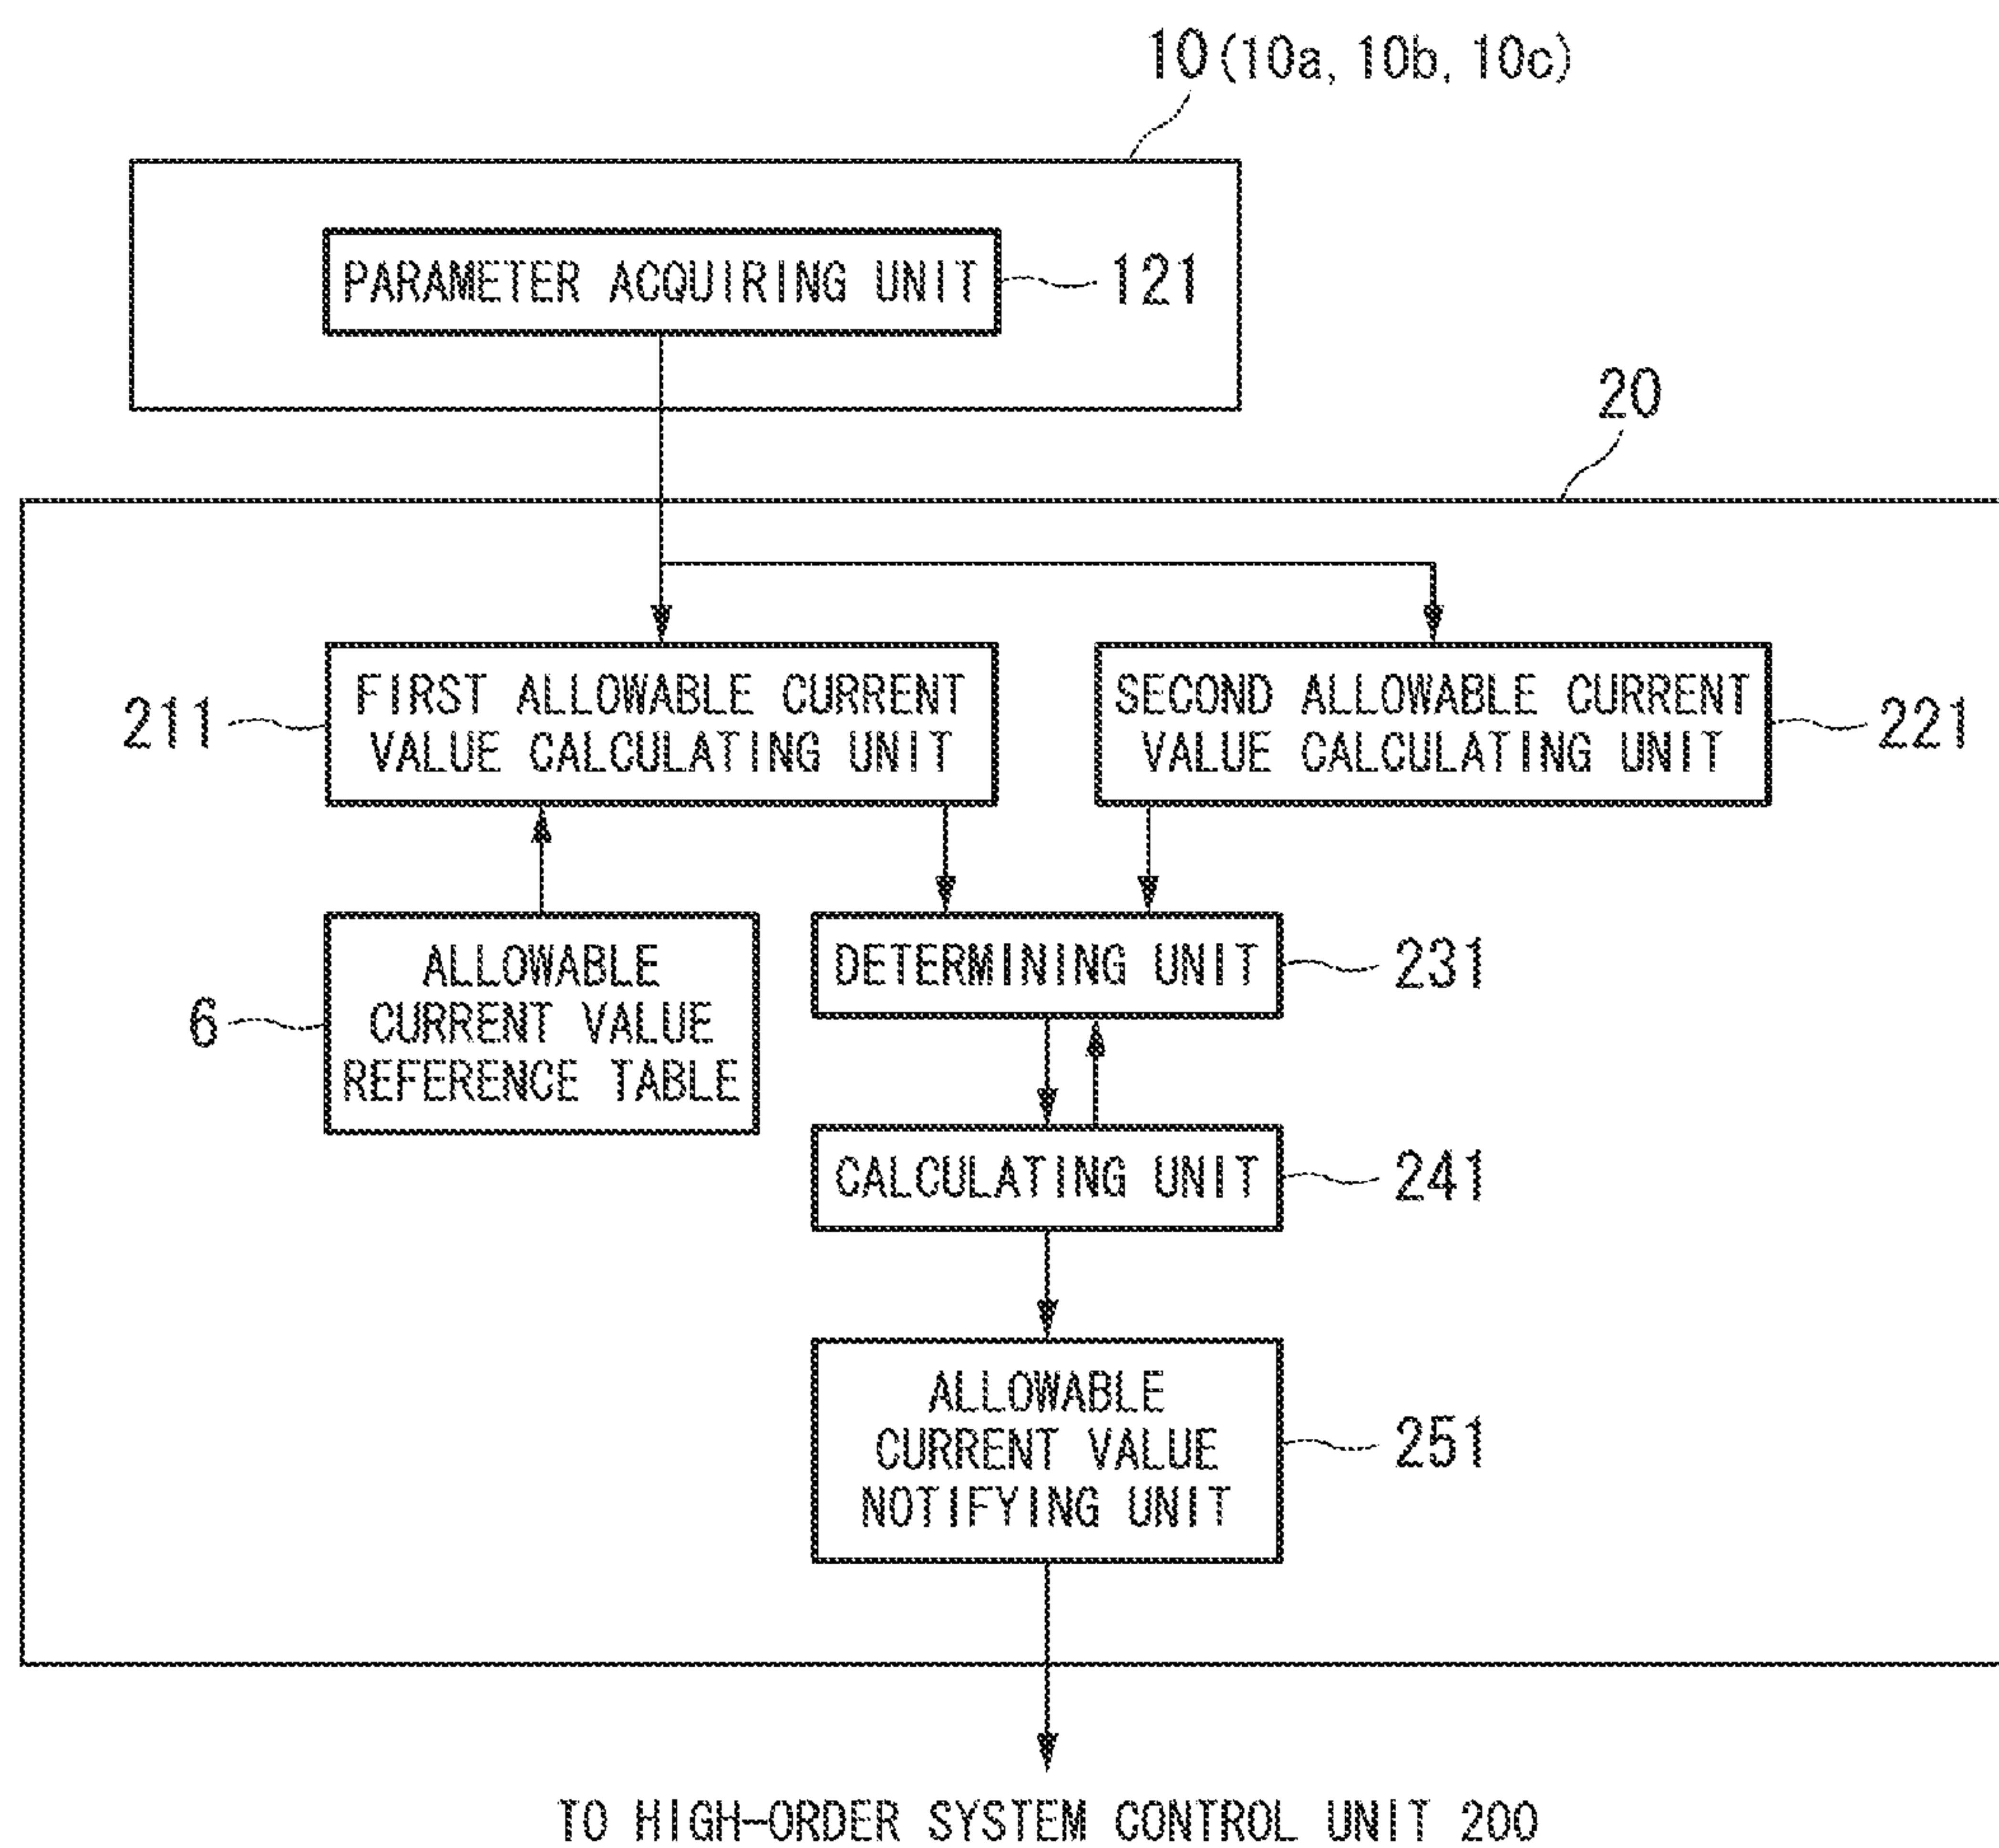 10(10a, 10b, 10c)
PARAMETER ACQUIRING UNIT
121
20
FIRST ALLOWABLE CURRENT
VALUE CALCULATING UNIT
211
SECOND ALLOWABLE CURRENT
VALUE CALCULATING UNIT
221
ALLOWABLE
CURRENT VALUE
REFERENCE TABLE
6
DETERMINING UNIT
231
CALCULATING UNIT
241
ALLOWABLE
CURRENT VALUE
NOTIFYING UNIT
251
TO HIGH-ORDER SYSTEM CONTROL UNIT 200